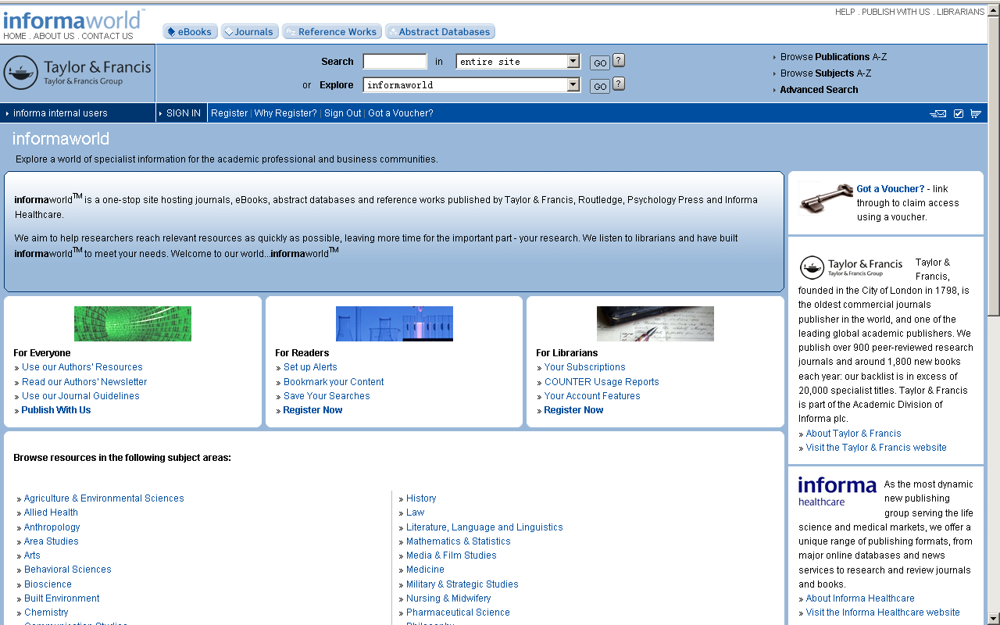 HELP . PUBLISH WITH US . LIBRARIANS
informaworld™
HOME . ABOUT US . CONTACT US
eBooks
Journals
Reference Works
Abstract Databases
Taylor & Francis
Taylor & Francis Group
Search in entire site GO ?
or Explore informaworld GO ?
Browse Publications A-Z
Browse Subjects A-Z
Advanced Search
informa internal users
SIGN IN
Register | Why Register? | Sign Out | Got a Voucher?
informaworld
Explore a world of specialist information for the academic professional and business communities.
informaworld™ is a one-stop site hosting journals, eBooks, abstract databases and reference works published by Taylor & Francis, Routledge, Psychology Press and Informa
Healthcare.
We aim to help researchers reach relevant resources as quickly as possible, leaving more time for the important part - your research. We listen to librarians and have built
informaworld™ to meet your needs. Welcome to our world...informaworld™
For Everyone
» Use our Authors' Resources
» Read our Authors' Newsletter
» Use our Journal Guidelines
» Publish With Us
For Readers
» Set up Alerts
» Bookmark your Content
» Save Your Searches
» Register Now
For Librarians
» Your Subscriptions
» COUNTER Usage Reports
» Your Account Features
» Register Now
Browse resources in the following subject areas:
» Agriculture & Environmental Sciences
» Allied Health
» Anthropology
» Area Studies
» Arts
» Behavioral Sciences
» Bioscience
» Built Environment
» Chemistry
» Communication Studies
» History
» Law
» Literature, Language and Linguistics
» Mathematics & Statistics
» Media & Film Studies
» Medicine
» Military & Strategic Studies
» Nursing & Midwifery
» Pharmaceutical Science
» Philosophy
Got a Voucher? - link
through to claim access
using a voucher.
Taylor & Francis
Taylor & Francis Group
Taylor &
Francis,
founded in the City of London in 1798, is
the oldest commercial journals
publisher in the world, and one of the
leading global academic publishers. We
publish over 900 peer-reviewed research
journals and around 1,800 new books
each year: our backlist is in excess of
20,000 specialist titles. Taylor & Francis
is part of the Academic Division of
Informa plc.
» About Taylor & Francis
» Visit the Taylor & Francis website
informa
healthcare
As the most dynamic
new publishing
group serving the life
science and medical markets, we offer a
unique range of publishing formats, from
major online databases and news
services to research and review journals
and books.
» About Informa Healthcare
» Visit the Informa Healthcare website